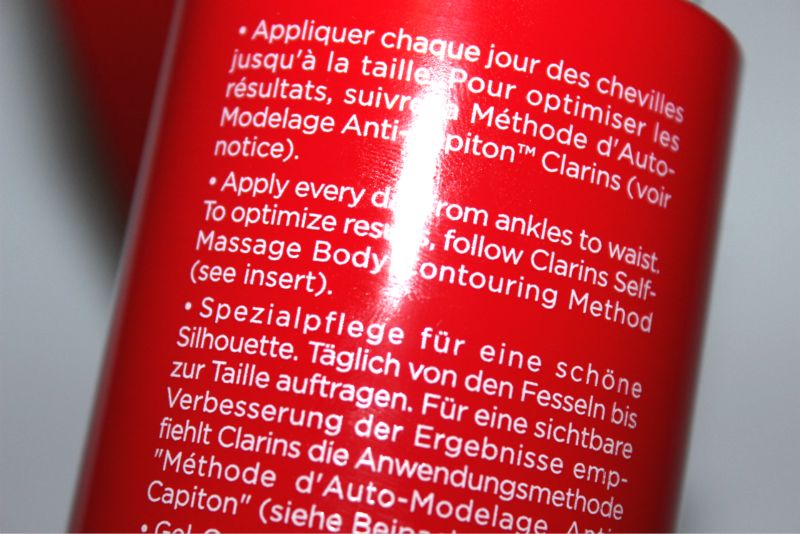 • Appliquer chaque jour des chevilles
jusqu'à la taille. Pour optimiser les
résultats, suivre la Méthode d'Auto-
Modelage Anti-Capiton™ Clarins (voir
notice).
• Apply every day from ankles to waist.
To optimize results, follow Clarins Self-
Massage Body Contouring Method
(see insert).
• Spezialpflege für eine schöne
Silhouette. Täglich von den Fesseln bis
zur Taille auftragen. Für eine sichtbare
Verbesserung der Ergebnisse emp-
fiehlt Clarins die Anwendungsmethode
"Méthode d'Auto-Modelage Anti-
Capiton" (siehe
• Gel